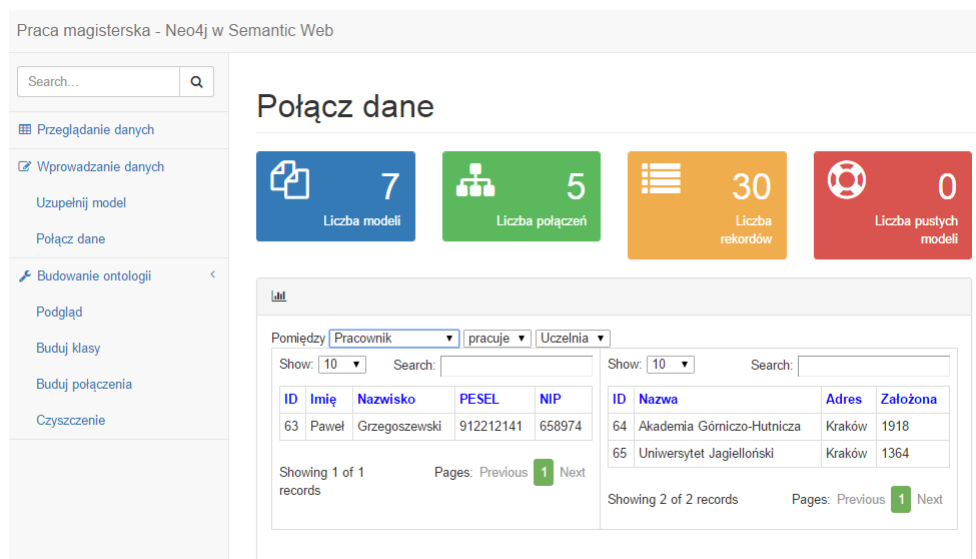 Praca magisterska - Neo4j w Semantic Web
Search...
Przeglądanie danych
Wprowadzanie danych
Uzupełnij model
Połącz dane
Budowanie ontologii
Podgląd
Buduj klasy
Buduj połączenia
Czyszczenie
Połącz dane
7
Liczba modeli
5
Liczba połączeń
30
Liczba
rekordów
0
Liczba pustych
modeli
Pomiędzy Pracownik pracuje Uczelnia
Show: 10 Search:
ID Imię Nazwisko PESEL NIP
63 Paweł Grzegoszewski 912212141 658974
Showing 1 of 1
records
Pages: Previous 1 Next
Show: 10 Search:
ID Nazwa Adres Założona
64 Akademia Górniczo-Hutnicza Kraków 1918
65 Uniwersytet Jagielloński Kraków 1364
Showing 2 of 2 records Pages: Previous 1 Next